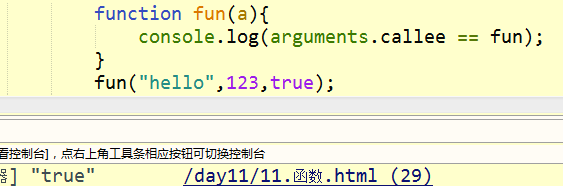 function fun(a){
console.log(arguments.callee == fun);
}
fun("hello",123,true);
看控制台]，点右上角工具条相应按钮可切换控制台
器] "true" /day11/11.函数.html (29)